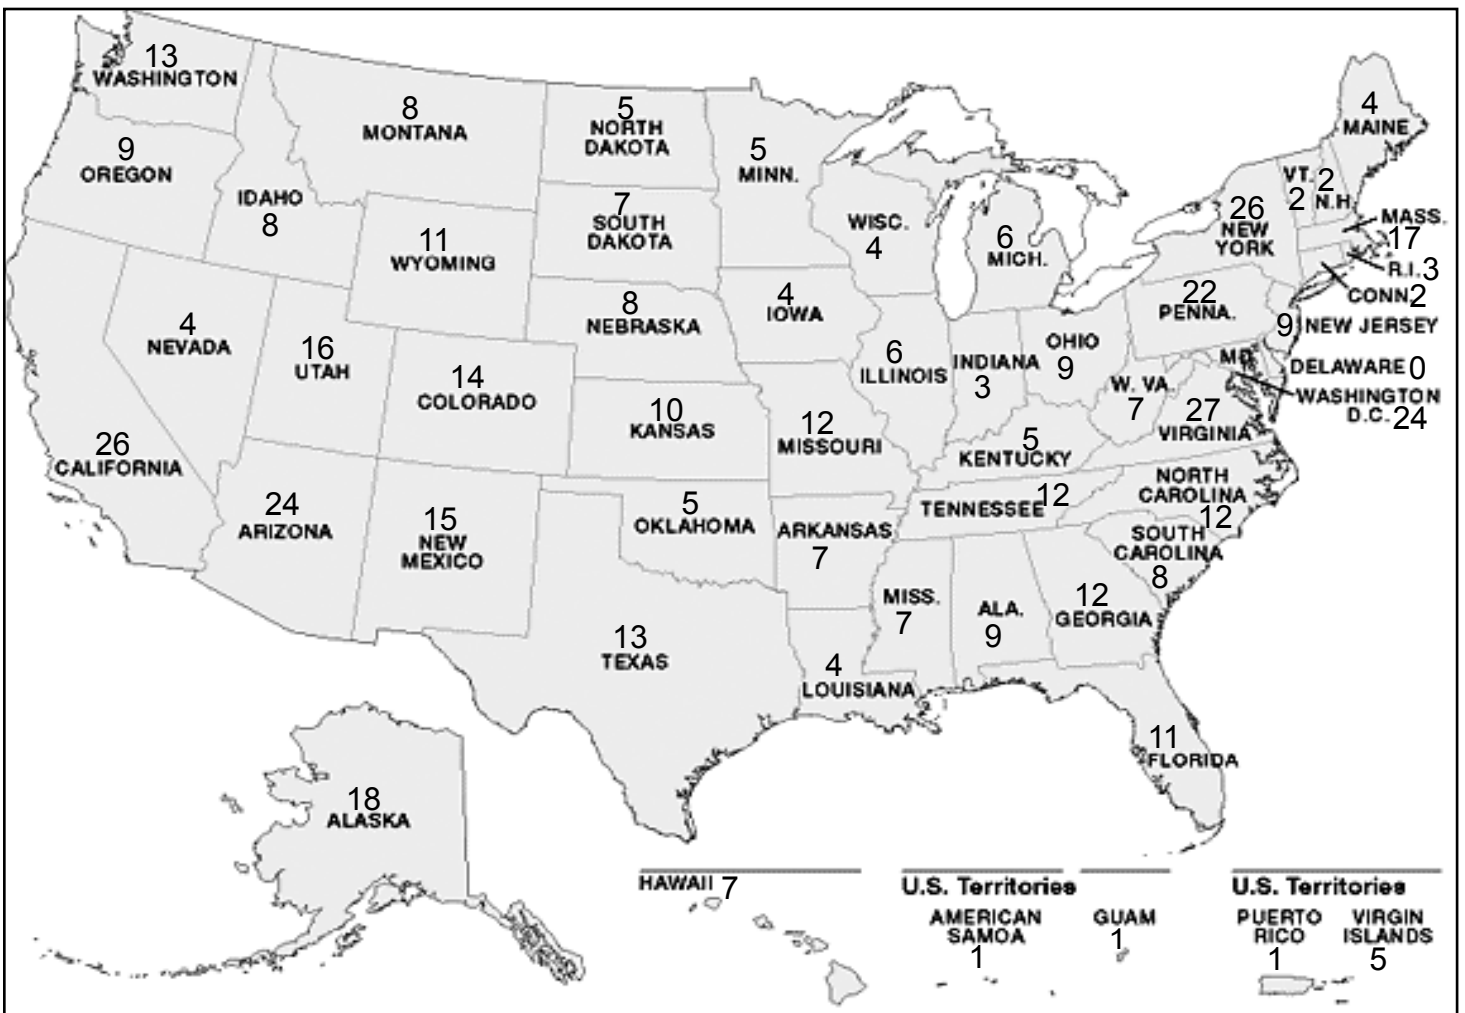 13
WASHINGTON
9
OREGON
IDAHO
8
8
MONTANA
5
NORTH
DAKOTA
5
MINN.
7
SOUTH
DAKOTA
11
WYOMING
WISC.
4
6
MICH.
4
MAINE
VT.
2
2
N.H.
26
NEW
YORK
MASS.
17
R.I. 3
CONN 2
22
PENNA.
9 NEW JERSEY
DELAWARE 0
MD.
WASHINGTON
D.C. 24
4
NEVADA
16
UTAH
14
COLORADO
8
NEBRASKA
4
IOWA
6
ILLINOIS
INDIANA
3
OHIO
9
W. VA.
7
27
VIRGINIA
26
CALIFORNIA
10
KANSAS
12
MISSOURI
5
KENTUCKY
TENNESSEE 12
NORTH
CAROLINA
12
SOUTH
CAROLINA
8
24
ARIZONA
15
NEW
MEXICO
5
OKLAHOMA
ARKANSAS
7
MISS.
7
ALA.
9
12
GEORGIA
13
TEXAS
4
LOUISIANA
11
FLORIDA
18
ALASKA
HAWAII 7
U.S. Territories
AMERICAN
SAMOA
1
GUAM
1
U.S. Territories
PUERTO
RICO
1
VIRGIN
ISLANDS
5